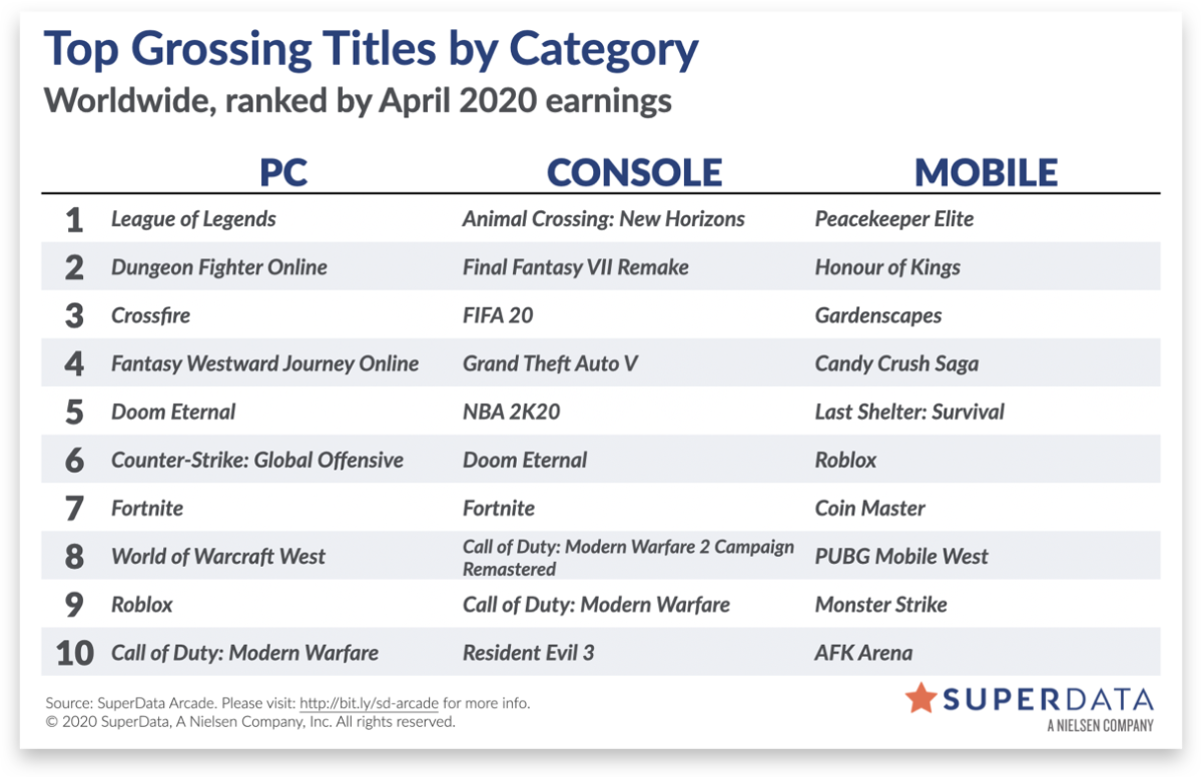 Top Grossing Titles by Category
Worldwide, ranked by April 2020 earnings
PC CONSOLE MOBILE
1 League of Legends Animal Crossing: New Horizons Peacekeeper Elite
2 Dungeon Fighter Online Final Fantasy VII Remake Honour of Kings
3 Crossfire FIFA 20 Gardenscapes
4 Fantasy Westward Journey Online Grand Theft Auto V Candy Crush Saga
5 Doom Eternal NBA 2K20 Last Shelter: Survival
6 Counter-Strike: Global Offensive Doom Eternal Roblox
7 Fortnite Fortnite Coin Master
8 World of Warcraft West Call of Duty: Modern Warfare 2 Campaign
Remastered PUBG Mobile West
9 Roblox Call of Duty: Modern Warfare Monster Strike
10 Call of Duty: Modern Warfare Resident Evil 3 AFK Arena
Source: SuperData Arcade. Please visit: http://bit.ly/sd-arcade for more info.
© 2020 SuperData, A Nielsen Company, Inc. All rights reserved.
SUPERDATA
A NIELSEN COMPANY